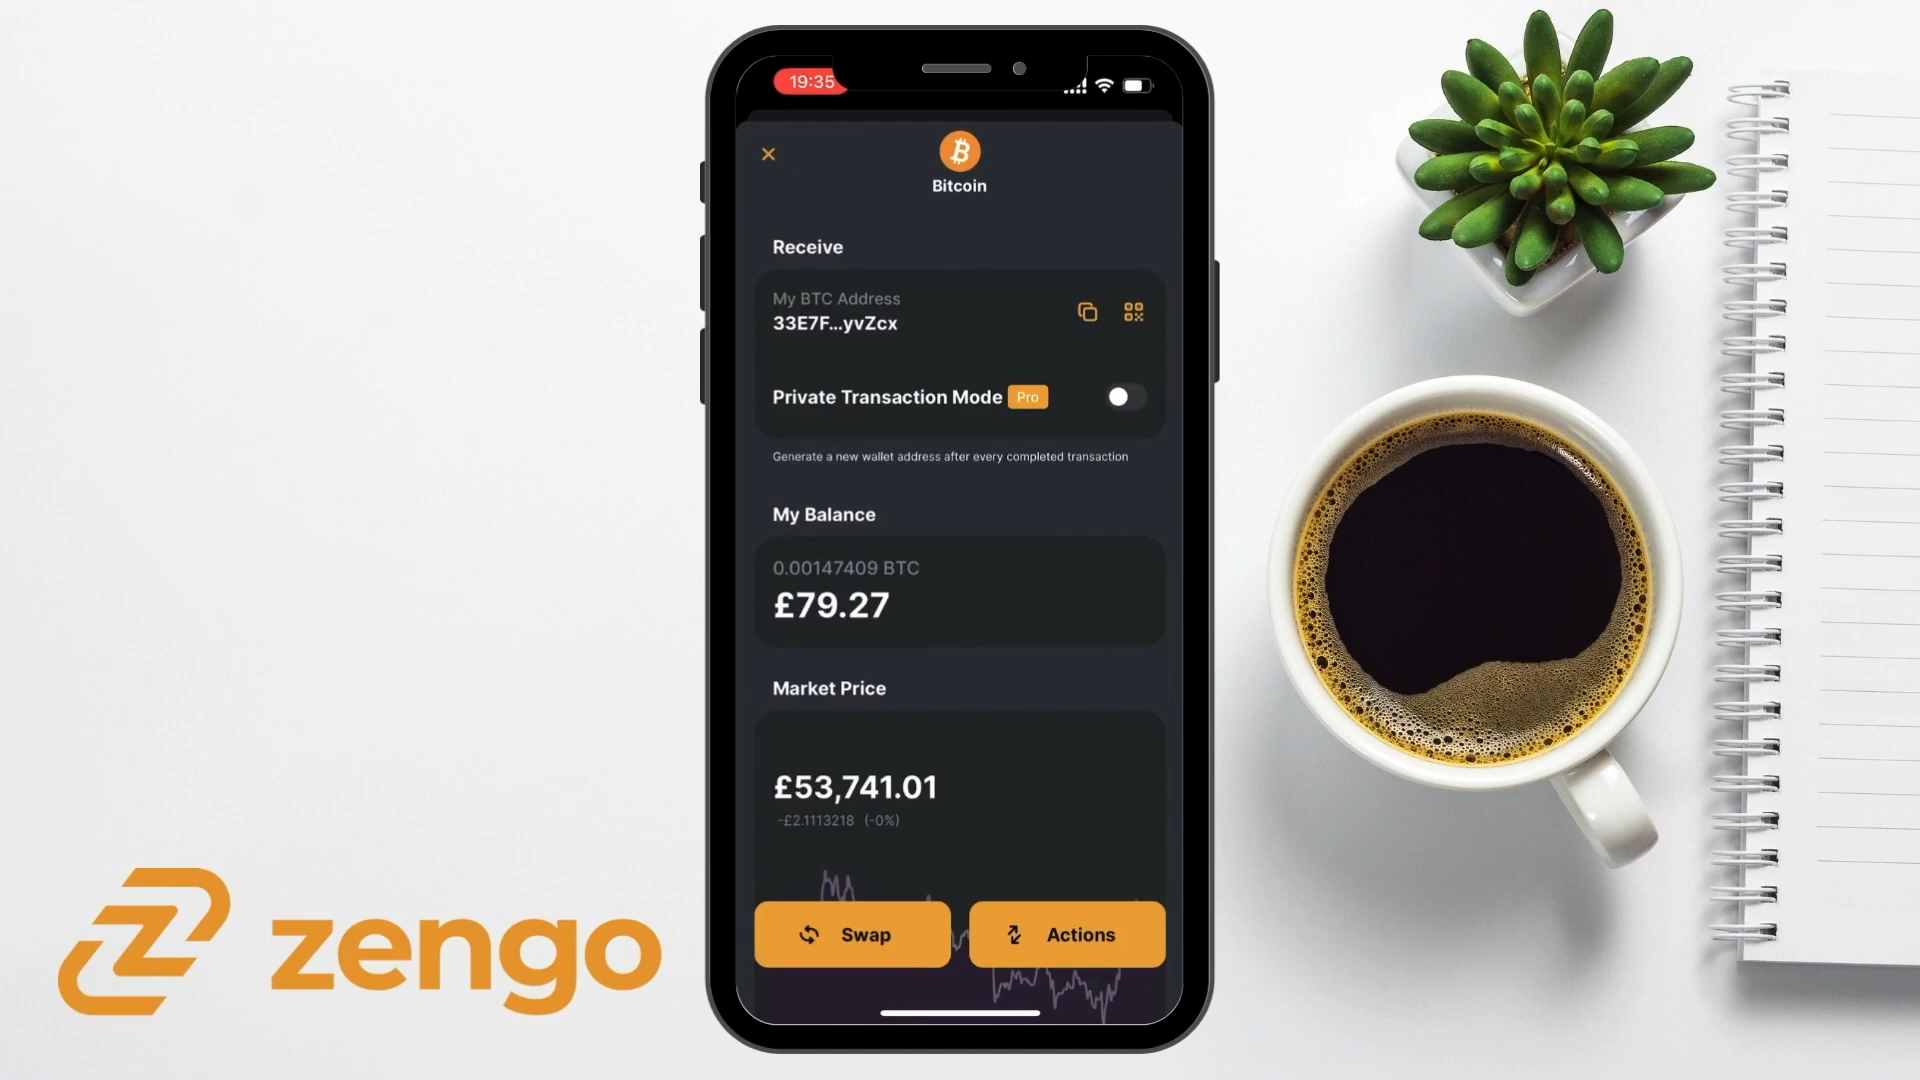 19:35
Bitcoin
Receive
My BTC Address
33E7F...yvZcx
Private Transaction Mode Pro
Generate a new wallet address after every completed transaction
My Balance
0.00147409 BTC
£79.27
Market Price
£53,741.01
-£2.1113218 (-0%)
Swap
Actions
zengo